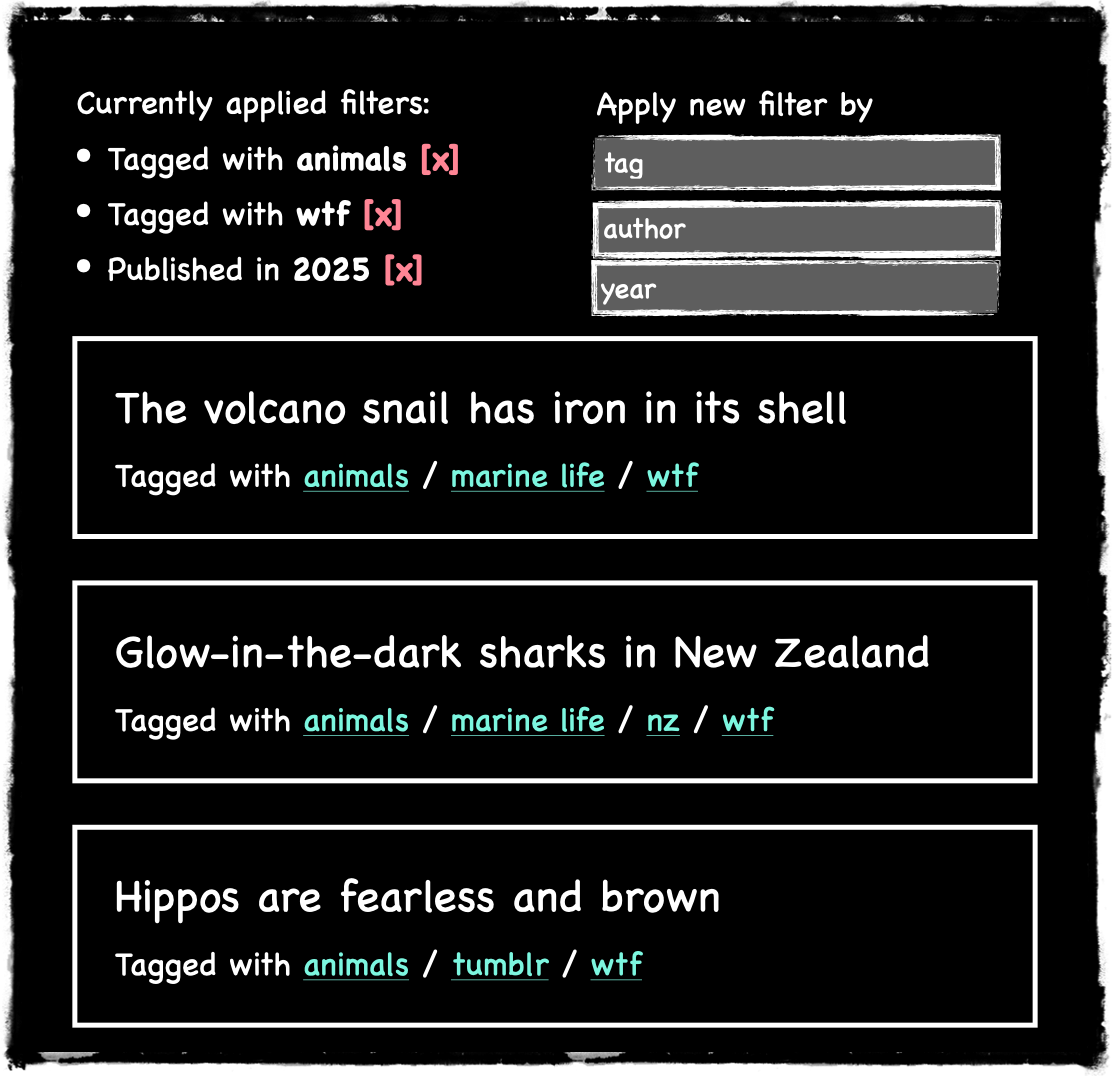 Currently applied filters:
• Tagged with animals [x]
• Tagged with wtf [x]
• Published in 2025 [x]
Apply new filter by
tag
author
year
The volcano snail has iron in its shell
Tagged with animals / marine life / wtf
Glow-in-the-dark sharks in New Zealand
Tagged with animals / marine life / nz / wtf
Hippos are fearless and brown
Tagged with animals / tumblr / wtf